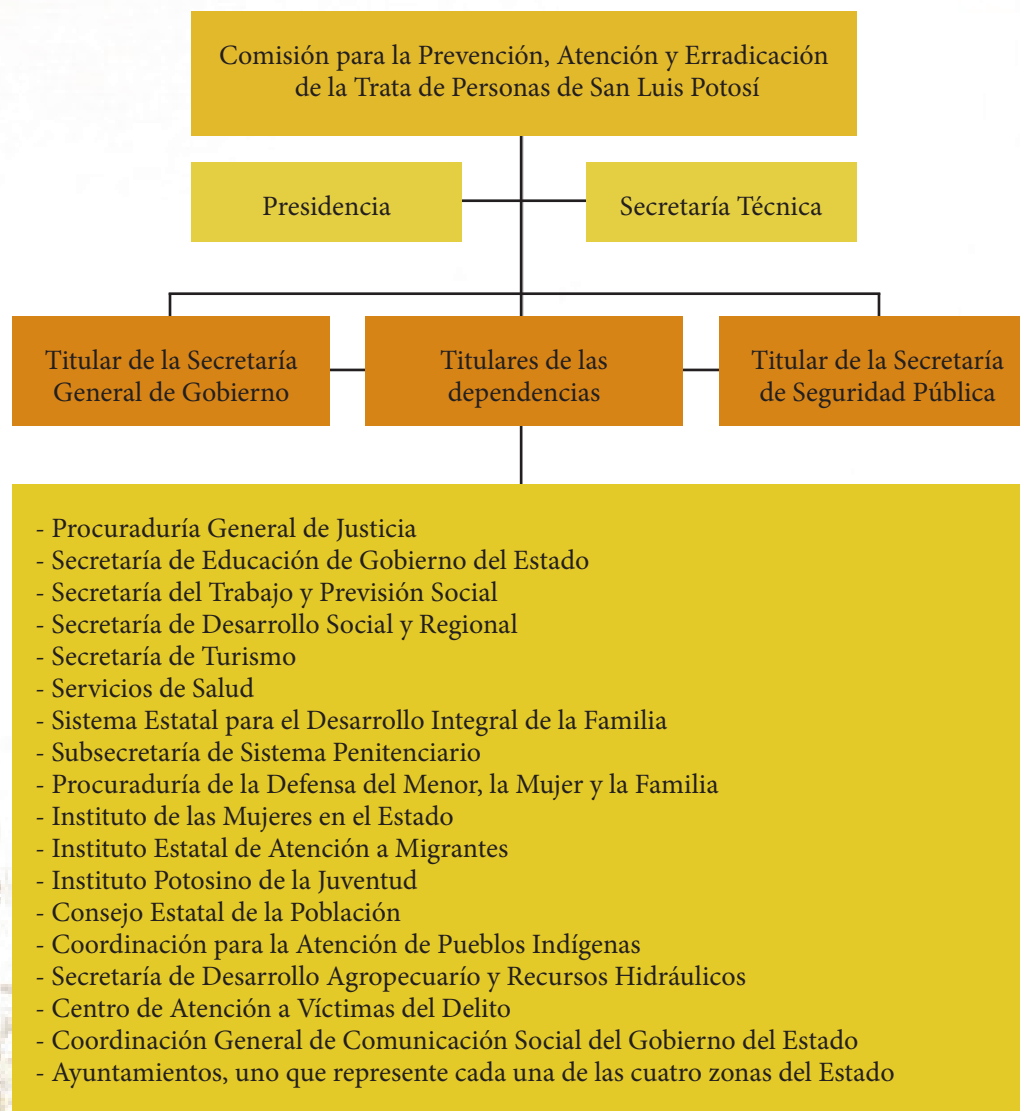 Comisión para la Prevención, Atención y Erradicación
de la Trata de Personas de San Luis Potosí
Presidencia
Secretaría Técnica
Titular de la Secretaría
General de Gobierno
Titulares de las
dependencias
Titular de la Secretaría
de Seguridad Pública
- Procuraduría General de Justicia
- Secretaría de Educación de Gobierno del Estado
- Secretaría del Trabajo y Previsión Social
- Secretaría de Desarrollo Social y Regional
- Secretaría de Turismo
- Servicios de Salud
- Sistema Estatal para el Desarrollo Integral de la Familia
- Subsecretaría de Sistema Penitenciario
- Procuraduría de la Defensa del Menor, la Mujer y la Familia
- Instituto de las Mujeres en el Estado
- Instituto Estatal de Atención a Migrantes
- Instituto Potosino de la Juventud
- Consejo Estatal de la Población
- Coordinación para la Atención de Pueblos Indígenas
- Secretaría de Desarrollo Agropecuarío y Recursos Hidráulicos
- Centro de Atención a Víctimas del Delito
- Coordinación General de Comunicación Social del Gobierno del Estado
- Ayuntamientos, uno que represente cada una de las cuatro zonas del Estado